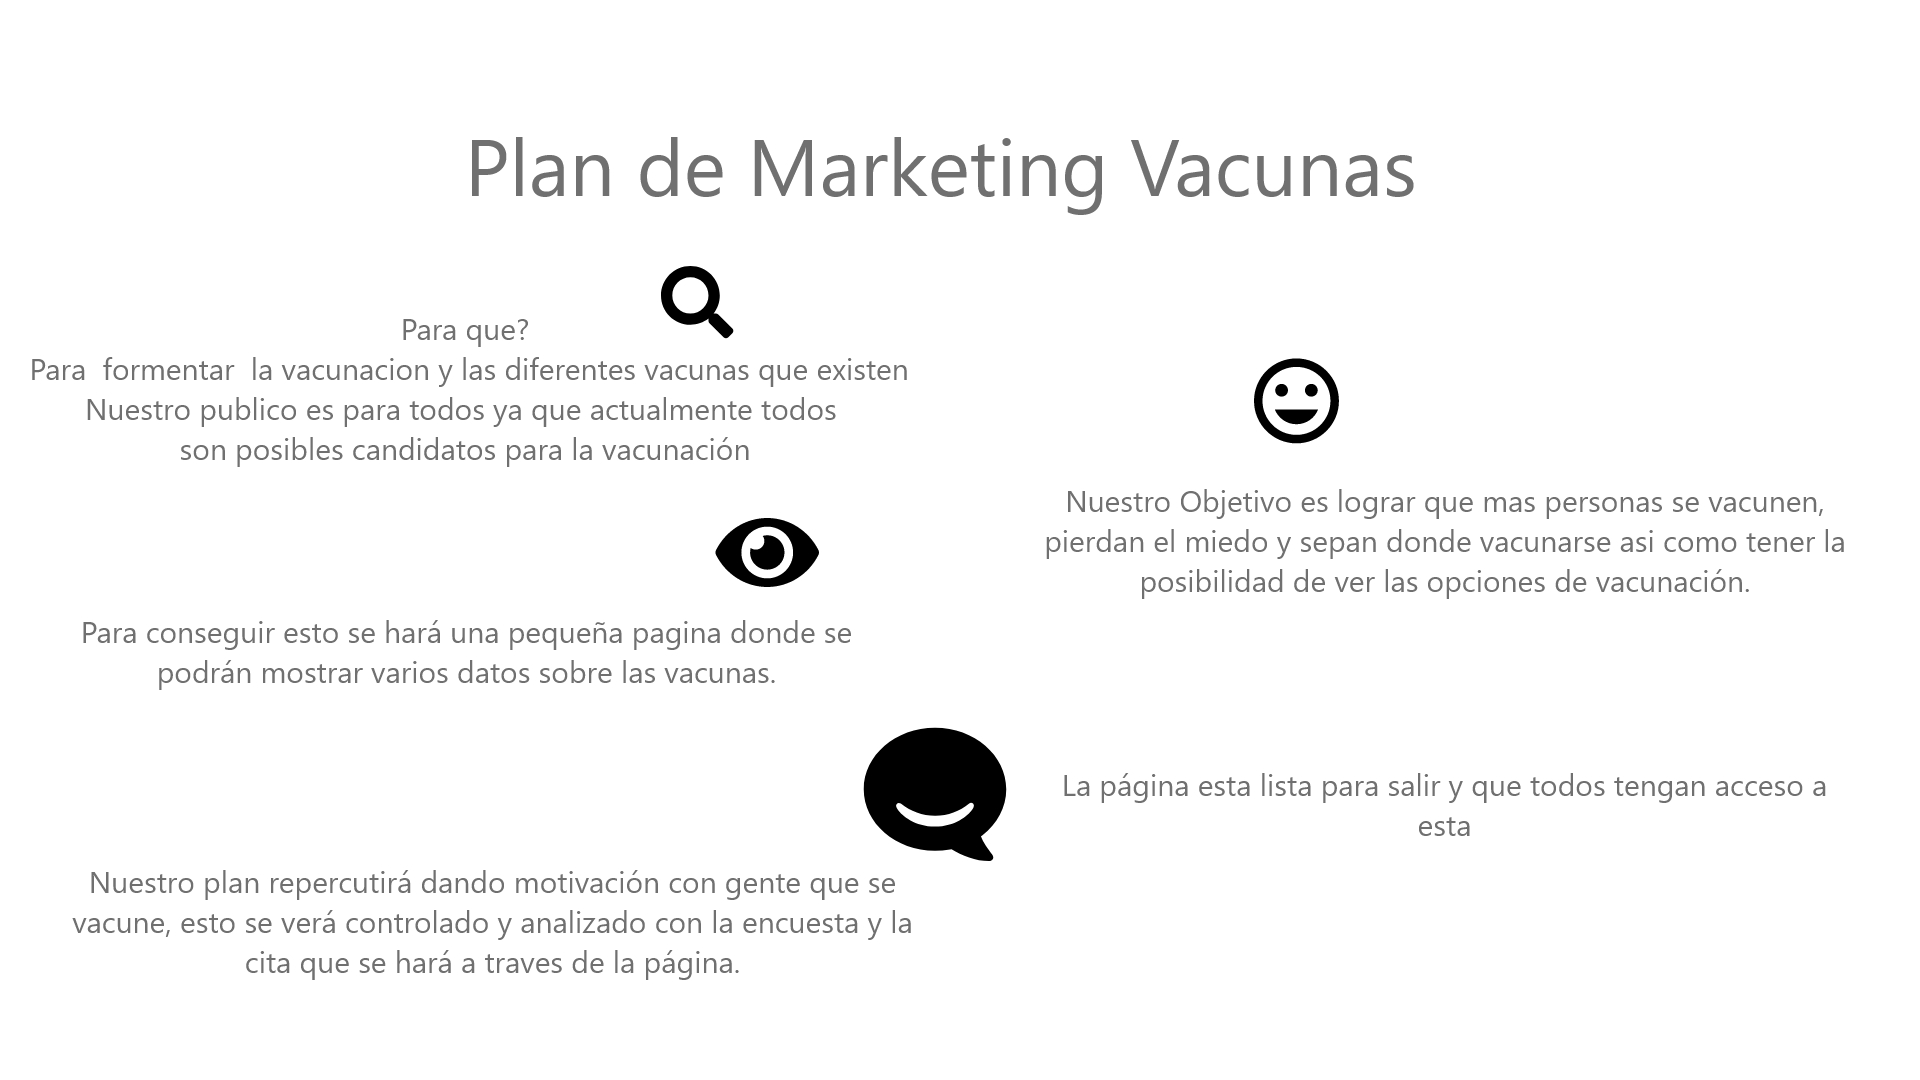 Plan de Marketing Vacunas
Para que?
Para  formentar  la vacunacion y las diferentes vacunas que existen
Nuestro publico es para todos ya que actualmente todos
son posibles candidatos para la vacunación
Nuestro Objetivo es lograr que mas personas se vacunen,
pierdan el miedo y sepan donde vacunarse asi como tener la
posibilidad de ver las opciones de vacunación.
Para conseguir esto se hará una pequeña pagina donde se
podrán mostrar varios datos sobre las vacunas.
La página esta lista para salir y que todos tengan acceso a
esta
Nuestro plan repercutirá dando motivación con gente que se
vacune, esto se verá controlado y analizado con la encuesta y la
cita que se hará a traves de la página.